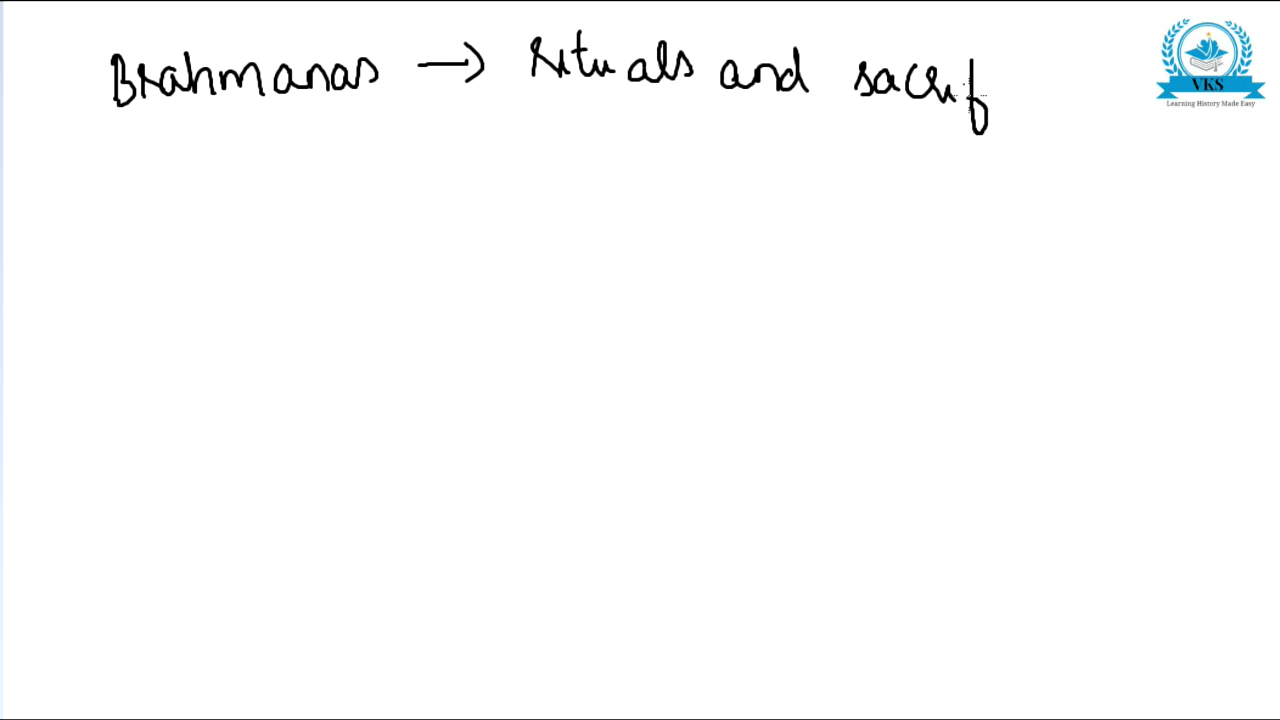 Brahmanas → rituals and sacrif
VKS
Learning History Made Easy